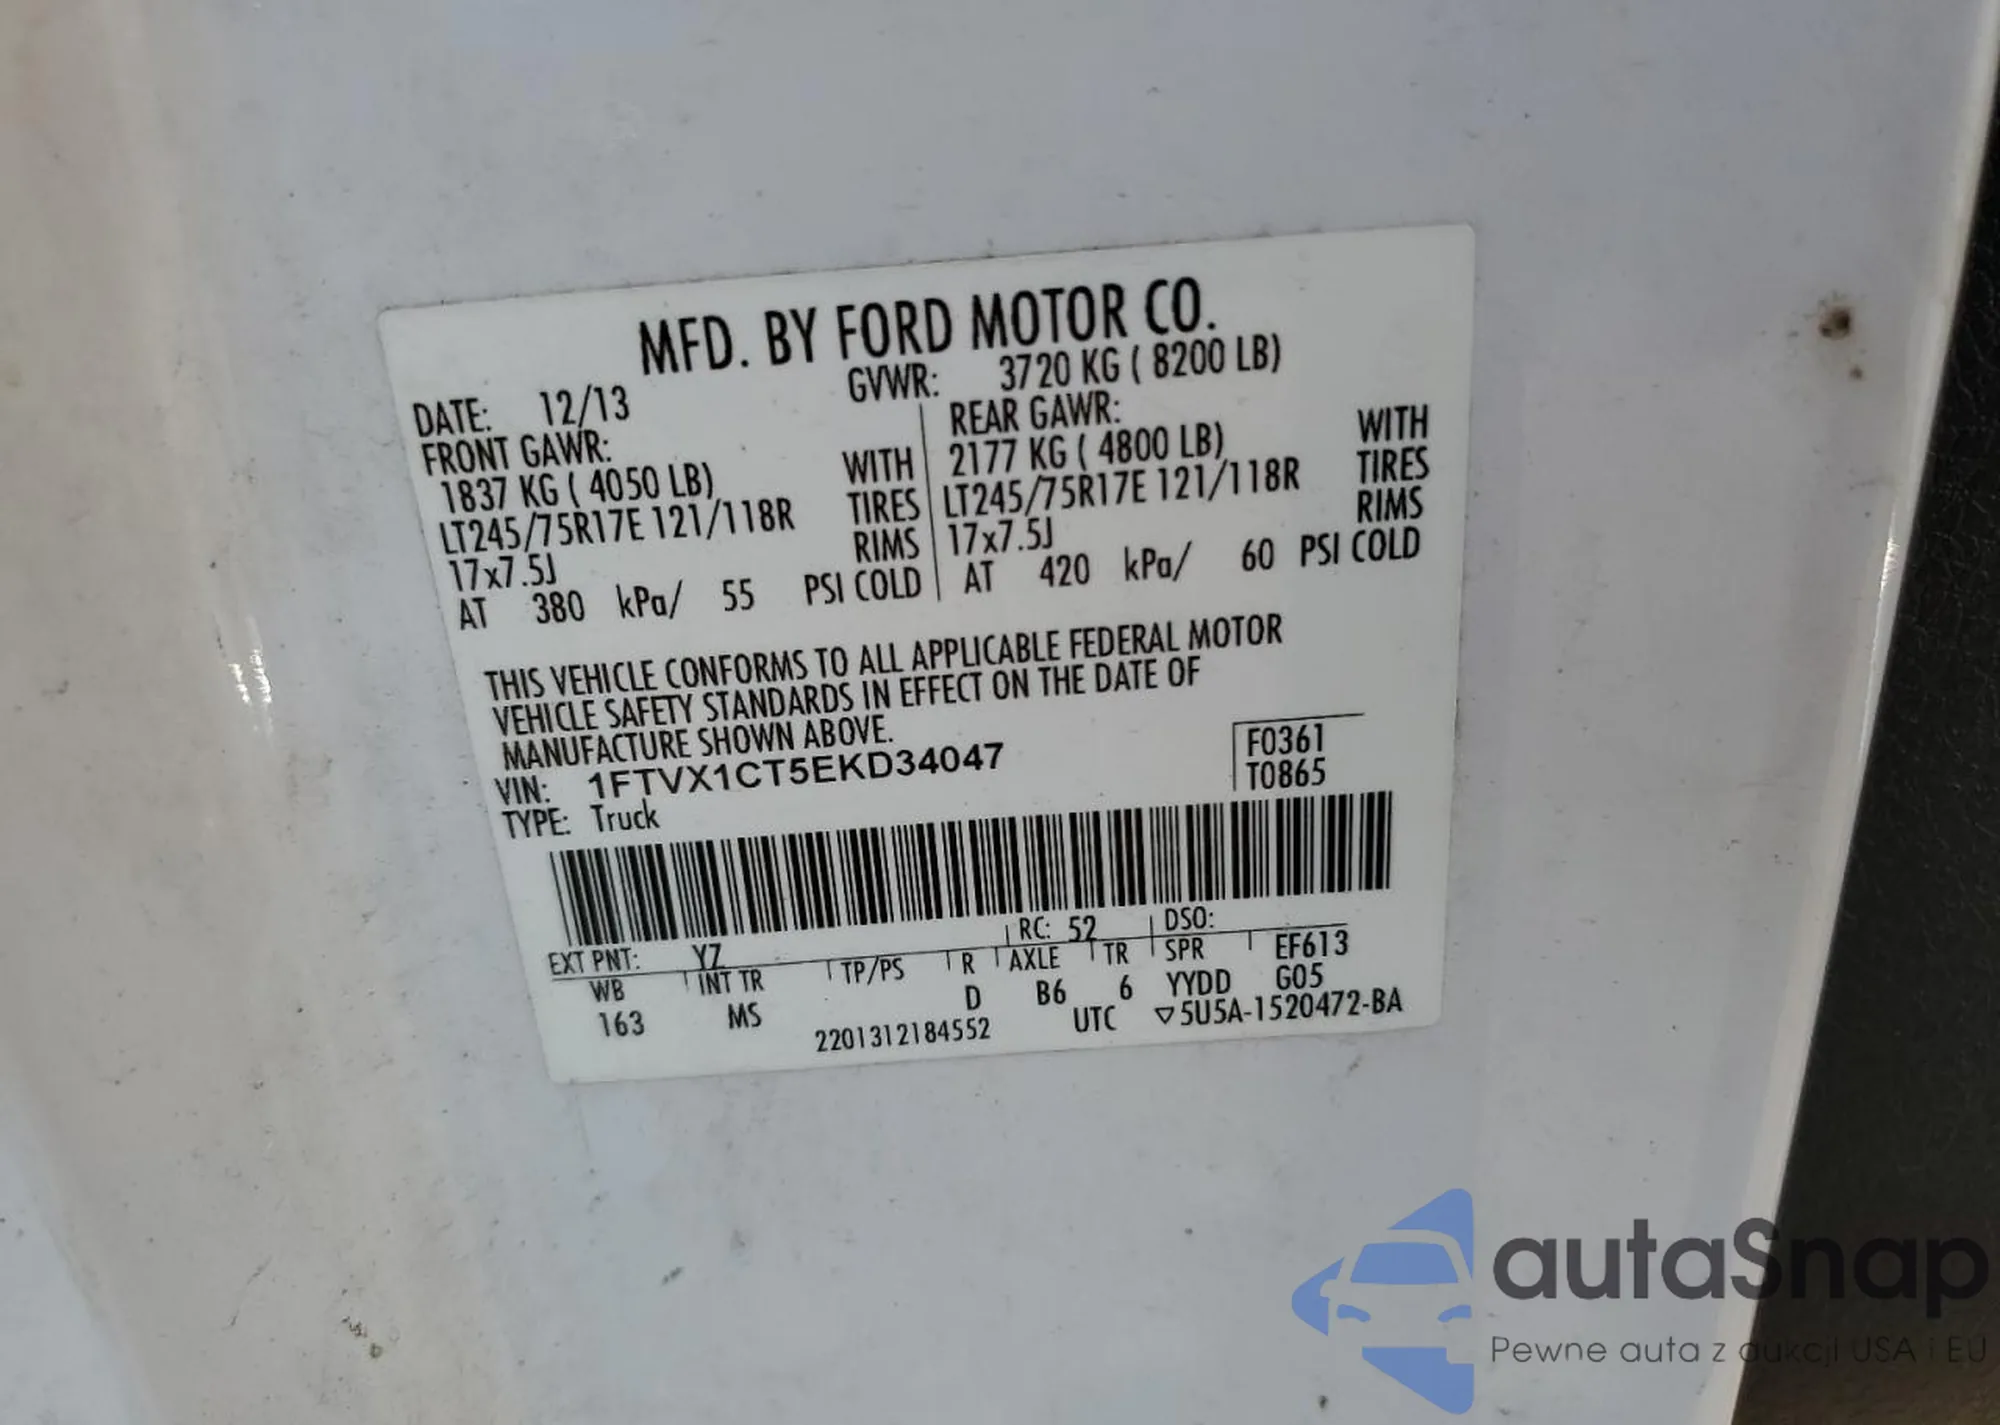 MFD. BY FORD MOTOR CO.
DATE: 12/13 GVWR: 3720 KG ( 8200 LB)
FRONT GAWR: REAR GAWR:
1837 KG ( 4050 LB) WITH 2177 KG ( 4800 LB) WITH
LT245/75R17E 121/118R TIRES LT245/75R17E 121/118R TIRES
17x7.5J RIMS 17x7.5J RIMS
AT 380 kPa/ 55 PSI COLD AT 420 kPa/ 60 PSI COLD
THIS VEHICLE CONFORMS TO ALL APPLICABLE FEDERAL MOTOR
VEHICLE SAFETY STANDARDS IN EFFECT ON THE DATE OF
MANUFACTURE SHOWN ABOVE.
VIN: 1FTVX1CT5EKD34047
F0361
T0865
TYPE: Truck
EXT PNT: YZ RC: 52 DSO:
WB INT TR TP/PS R AXLE TR SPR EF613
163 MS D B6 6 YYDD G05
2201312184552 UTC ▽5U5A-1520472-BA
autaSnap
Pewne auta z aukcji USA i EU